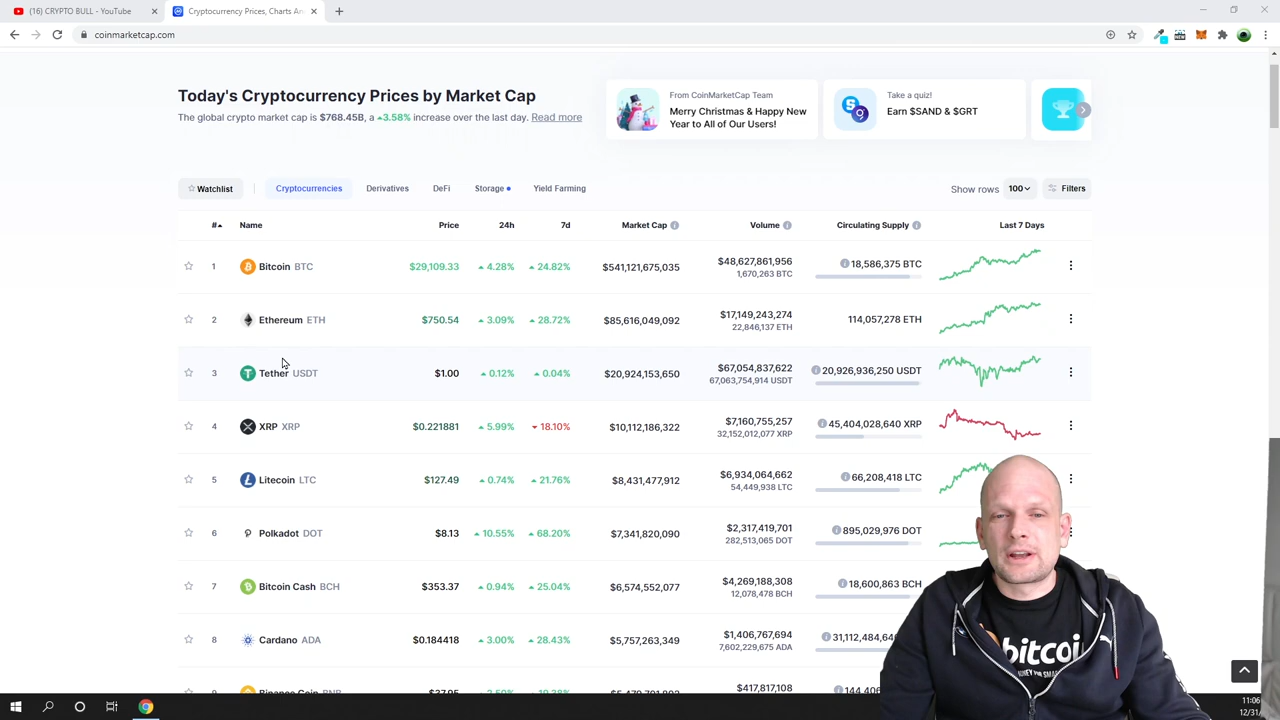 (16) CRYPTO BULL - YouTube
Cryptocurrency Prices, Charts An
coinmarketcap.com
Today's Cryptocurrency Prices by Market Cap
The global crypto market cap is $768.45B, a 3.58% increase over the last day. Read more
From CoinMarketCap Team
Merry Christmas & Happy New
Year to All of Our Users!
Take a quiz!
Earn $SAND & $GRT
Watchlist
Cryptocurrencies
Derivatives
DeFi
Storage
Yield Farming
Show rows 100
Filters
# Name Price 24h 7d Market Cap Volume Circulating Supply Last 7 Days
1 Bitcoin BTC $29,109.33 4.28% 24.82% $541,121,675,035 $48,627,861,956 18,586,375 BTC
1,670,263 BTC
2 Ethereum ETH $750.54 3.09% 28.72% $85,616,049,092 $17,149,243,274 114,057,278 ETH
22,846,137 ETH
3 Tether USDT $1.00 0.12% 0.04% $20,924,153,650 $67,054,837,622 20,926,936,250 USDT
67,063,754,914 USDT
4 XRP XRP $0.221881 5.99% 18.10% $10,112,186,322 $7,160,755,257 45,404,028,640 XRP
32,152,012,077 XRP
5 Litecoin LTC $127.49 0.74% 21.76% $8,431,477,912 $6,934,064,662 66,208,418 LTC
54,449,938 LTC
6 Polkadot DOT $8.13 10.55% 68.20% $7,341,820,090 $2,317,419,701 895,029,976 DOT
282,513,065 DOT
7 Bitcoin Cash BCH $353.37 0.94% 25.04% $6,574,552,077 $4,269,188,308 18,600,863 BCH
12,078,478 BCH
8 Cardano ADA $0.184418 3.00% 28.43% $5,757,263,349 $1,406,767,694 31,112,484,64
7,602,229,675 ADA
Binance Coin BNB $417,817,108 144,406
bitcoi
11:06
12/31/